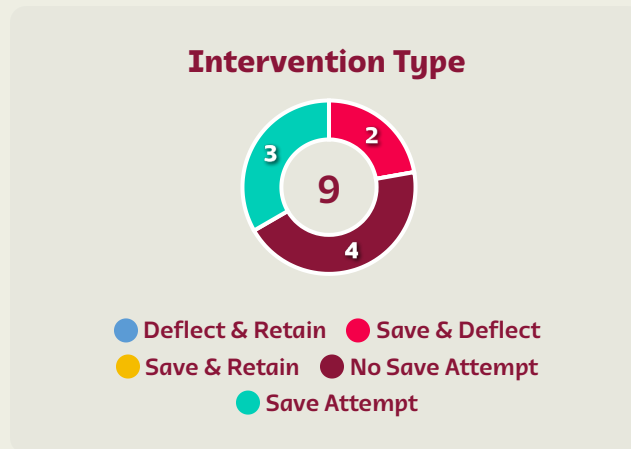 Intervention Type
2
3
9
4
Deflect & Retain Save & Deflect
Save & Retain No Save Attempt
Save Attempt